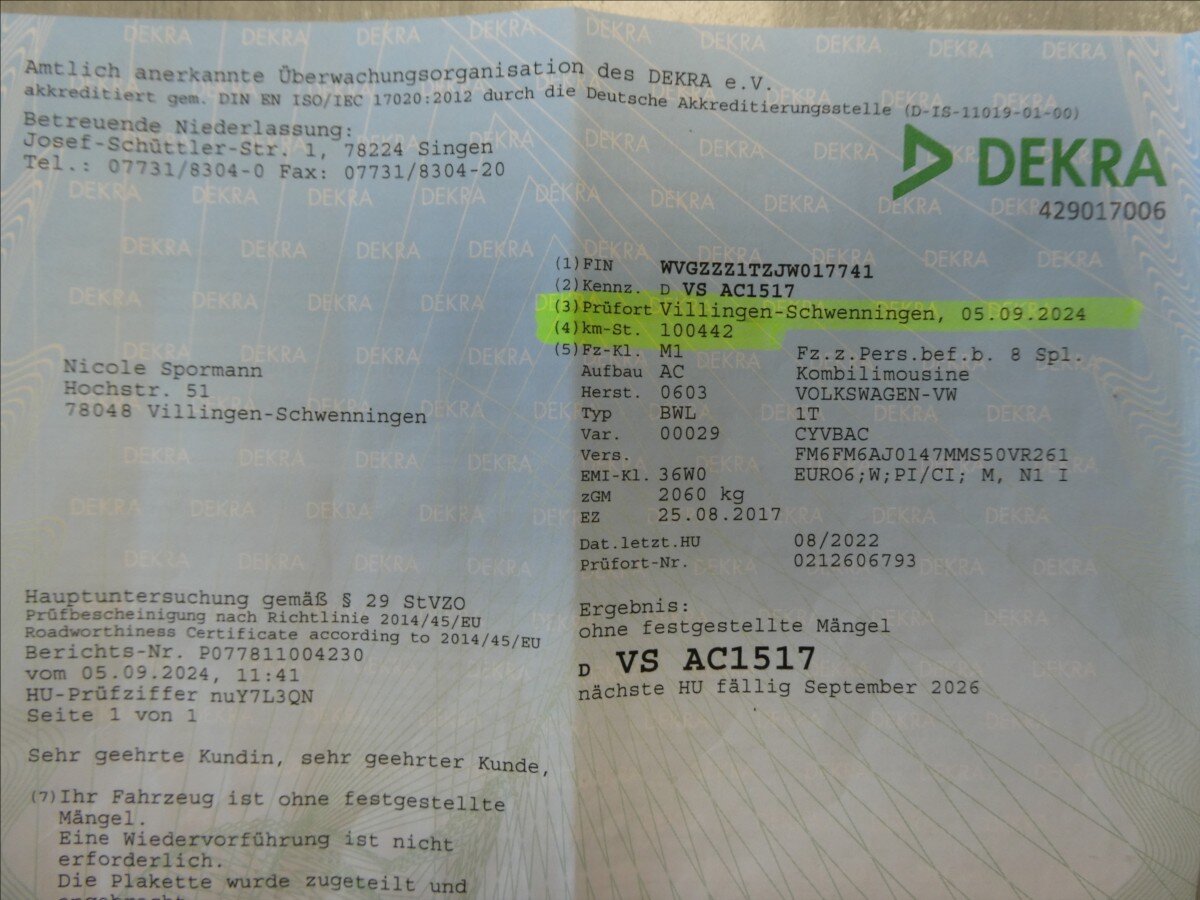 Amtlich anerkannte Überwachungsorganisation des DEKRA e.V.
akkreditiert gem. DIN EN ISO/IEC 17020:2012 durch die Deutsche Akkreditierungsstelle (D-IS-11019-01-00)
Betreuende Niederlassung:
Josef-Schüttler-Str. 1, 78224 Singen
Tel.: 07731/8304-0 Fax: 07731/8304-20
DEKRA
429017006
(1) FIN WVGZZZ1TZJW017741
(2) Kennz. D VS AC1517
(3) Prüfort Villingen-Schwenningen, 05.09.2024
(4) km-St. 100442
(5) Fz-Kl. M1 Fz.z.Pers.bef.b. 8 Spl.
Aufbau AC Kombilimousine
Herst. 0603 VOLKSWAGEN-VW
Typ BWL 1T
Var. 00029 CYVBAC
Vers. FM6FM6AJ0147MMS50VR261
EMI-Kl. 36W0 EURO6;W;PI/CI; M, N1 I
zGM 2060 kg
EZ 25.08.2017
Dat.letzt.HU 08/2022
Prüfort-Nr. 0212606793
Nicole Spormann
Hochstr. 51
78048 Villingen-Schwenningen
Hauptuntersuchung gemäß § 29 StVZO
Prüfbescheinigung nach Richtlinie 2014/45/EU
Roadworthiness Certificate according to 2014/45/EU
Berichts-Nr. P077811004230
vom 05.09.2024, 11:41
HU-Prüfziffer nuY7L3QN
Seite 1 von 1
Ergebnis:
ohne festgestellte Mängel
D VS AC1517
nächste HU fällig September 2026
Sehr geehrte Kundin, sehr geehrter Kunde,
(7) Ihr Fahrzeug ist ohne festgestellte
Mängel.
Eine Wiedervorführung ist nicht
erforderlich.
Die Plakette wurde zugeteilt und